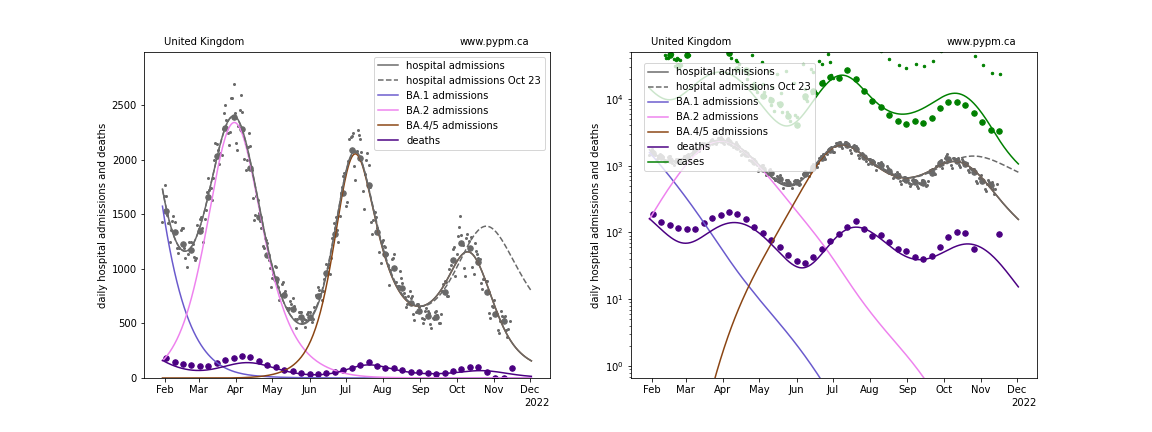 United Kingdom www.pypm.ca
hospital admissions
hospital admissions Oct 23
BA.1 admissions
BA.2 admissions
BA.4/5 admissions
deaths
daily hospital admissions and deaths
2500
2000
1500
1000
500
0
Feb Mar Apr May Jun Jul Aug Sep Oct Nov Dec
2022
United Kingdom www.pypm.ca
hospital admissions
hospital admissions Oct 23
BA.1 admissions
BA.2 admissions
BA.4/5 admissions
deaths
cases
daily hospital admissions and deaths
10⁴
10³
10²
10¹
10⁰
Feb Mar Apr May Jun Jul Aug Sep Oct Nov Dec
2022